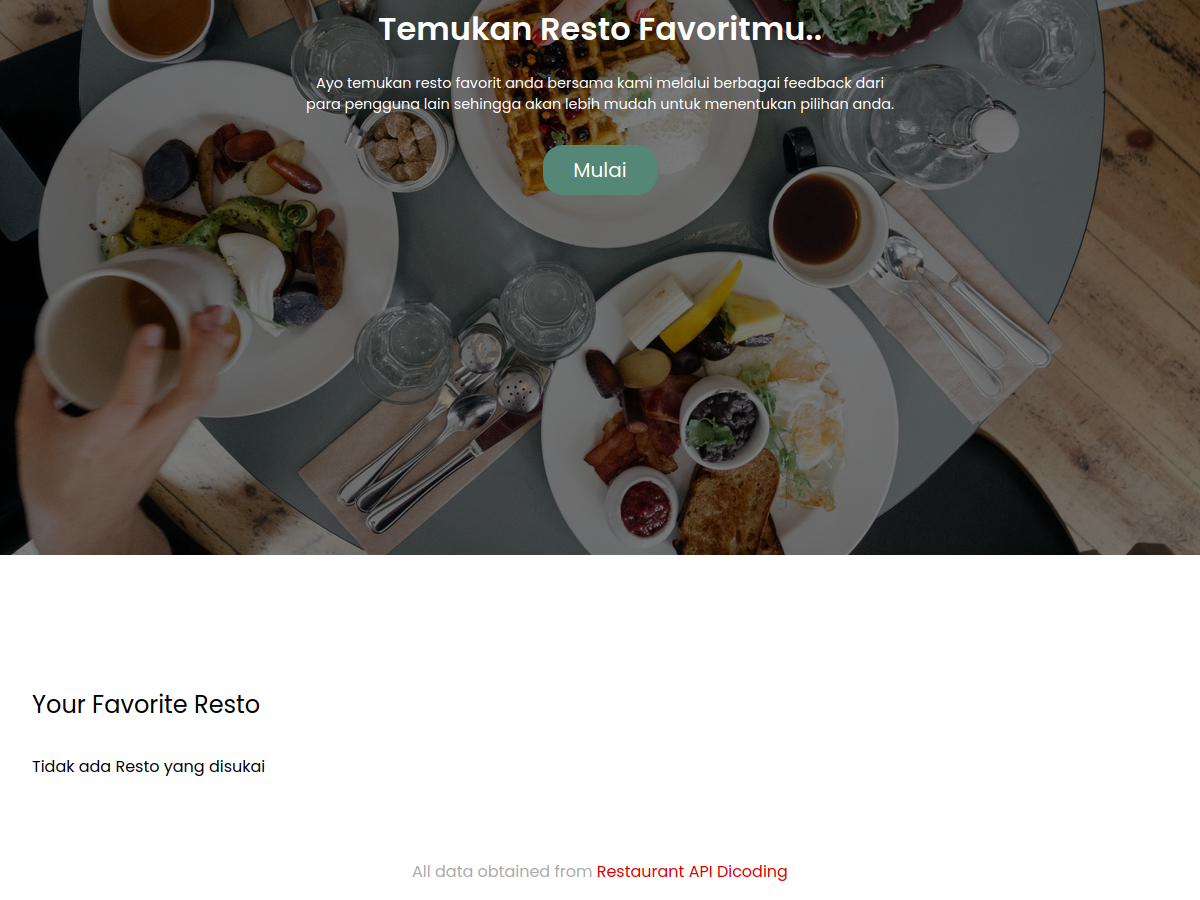 Temukan Resto Favoritmu..
Ayo temukan resto favorit anda bersama kami melalui berbagai feedback dari
para pengguna lain sehingga akan lebih mudah untuk menentukan pilihan anda.
Mulai
Your Favorite Resto
Tidak ada Resto yang disukai
All data obtained from Restaurant API Dicoding